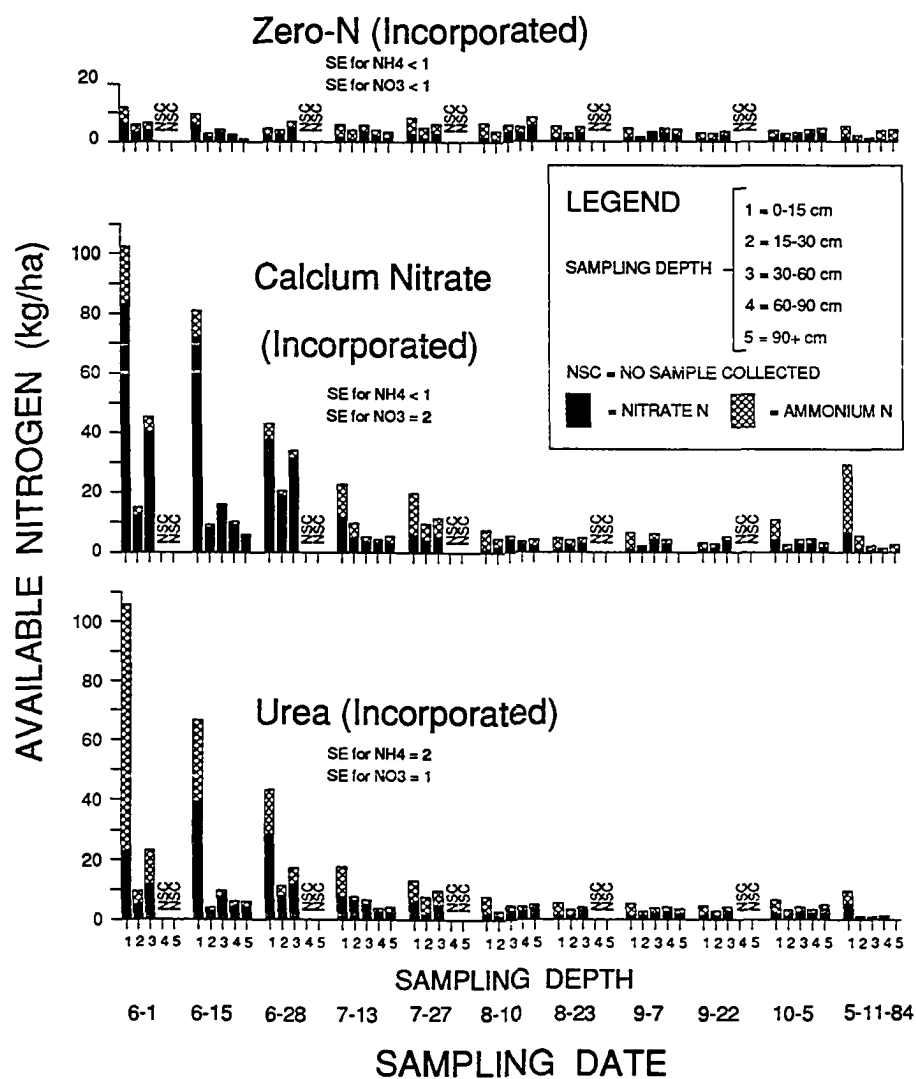 Zero-N (Incorporated)
SE for NH4 < 1
SE for NO3 < 1
20
0
NSC NSC NSC NSC NSC NSC NSC NSC NSC NSC
LEGEND
SAMPLING DEPTH
1 = 0-15 cm
2 = 15-30 cm
3 = 30-60 cm
4 = 60-90 cm
5 = 90+ cm
NSC = NO SAMPLE COLLECTED
= NITRATE N
= AMMONIUM N
AVAILABLE NITROGEN (kg/ha)
Calcium Nitrate
(Incorporated)
SE for NH4 < 1
SE for NO3 = 2
100
80
60
40
20
0
NSC NSC NSC NSC NSC NSC NSC NSC NSC NSC
Urea (Incorporated)
SE for NH4 = 2
SE for NO3 = 1
100
80
60
40
20
0
NSC NSC NSC NSC NSC NSC NSC NSC NSC NSC
1 2 3 4 5 1 2 3 4 5 1 2 3 4 5 1 2 3 4 5 1 2 3 4 5 1 2 3 4 5 1 2 3 4 5 1 2 3 4 5 1 2 3 4 5 1 2 3 4 5 1 2 3 4 5
SAMPLING DEPTH
6-1 6-15 6-28 7-13 7-27 8-10 8-23 9-7 9-22 10-5 5-11-84
SAMPLING DATE